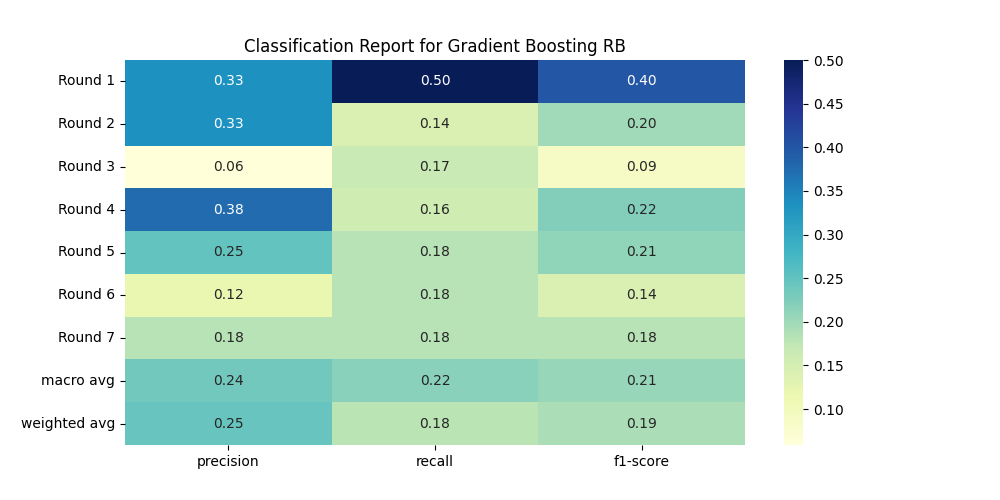 Classification Report for Gradient Boosting RB
Round 1 0.33 0.50 0.40
Round 2 0.33 0.14 0.20
Round 3 0.06 0.17 0.09
Round 4 0.38 0.16 0.22
Round 5 0.25 0.18 0.21
Round 6 0.12 0.18 0.14
Round 7 0.18 0.18 0.18
macro avg 0.24 0.22 0.21
weighted avg 0.25 0.18 0.19
precision recall f1-score
0.50
0.45
0.40
0.35
0.30
0.25
0.20
0.15
0.10